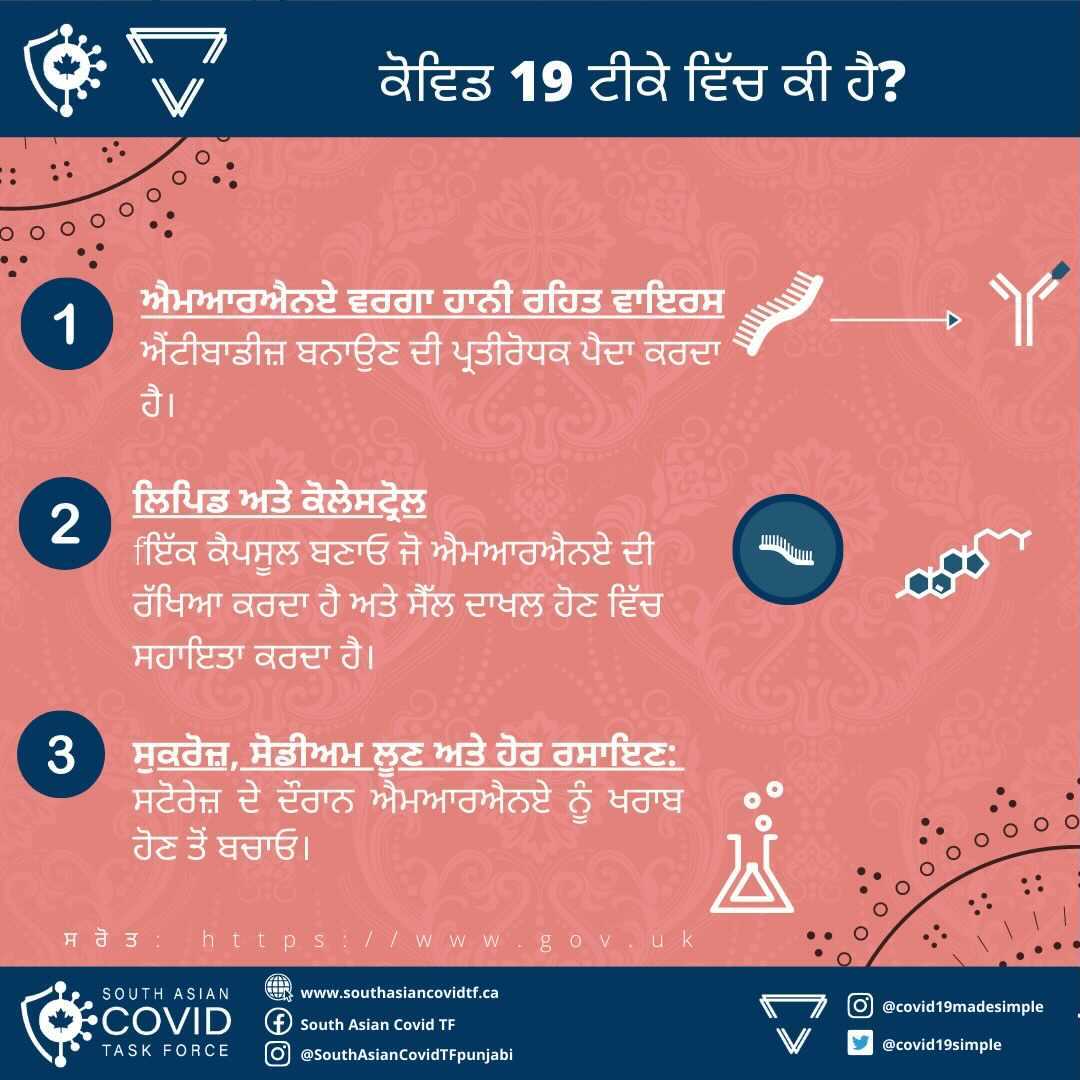 ਕੋਵਿਡ 19 ਟੀਕੇ ਵਿੱਚ ਕੀ ਹੈ?
1
ਐਮਆਰਐਨਏ ਵਰਗਾ ਹਾਨੀ ਰਹਿਤ ਵਾਇਰਸ
ਐਂਟੀਬਾਡੀਜ਼ ਬਨਾਉਣ ਦੀ ਪ੍ਰਤੀਰੋਧਕ ਪੈਦਾ ਕਰਦਾ
ਹੈ।
2
ਲਿਪਿਡ ਅਤੇ ਕੋਲੇਸਟ੍ਰੋਲ
ਇੱਕ ਕੈਪਸੂਲ ਬਣਾਓ ਜੋ ਐਮਆਰਐਨਏ ਦੀ
ਰੱਖਿਆ ਕਰਦਾ ਹੈ ਅਤੇ ਸੈੱਲ ਦਾਖਲ ਹੋਣ ਵਿੱਚ
ਸਹਾਇਤਾ ਕਰਦਾ ਹੈ।
3
ਸੁਕਰੋਜ਼, ਸੋਡੀਅਮ ਲੂਣ ਅਤੇ ਹੋਰ ਰਸਾਇਣ:
ਸਟੋਰੇਜ਼ ਦੇ ਦੌਰਾਨ ਐਮਆਰਐਨਏ ਨੂੰ ਖਰਾਬ
ਹੋਣ ਤੋਂ ਬਚਾਓ।
ਸਰੋਤ: https://www.gov.uk
SOUTH ASIAN
COVID
TASK FORCE
www.southasiancovidtf.ca
South Asian Covid TF
@SouthAsianCovidTFpunjabi
@covid19madesimple
@covid19simple